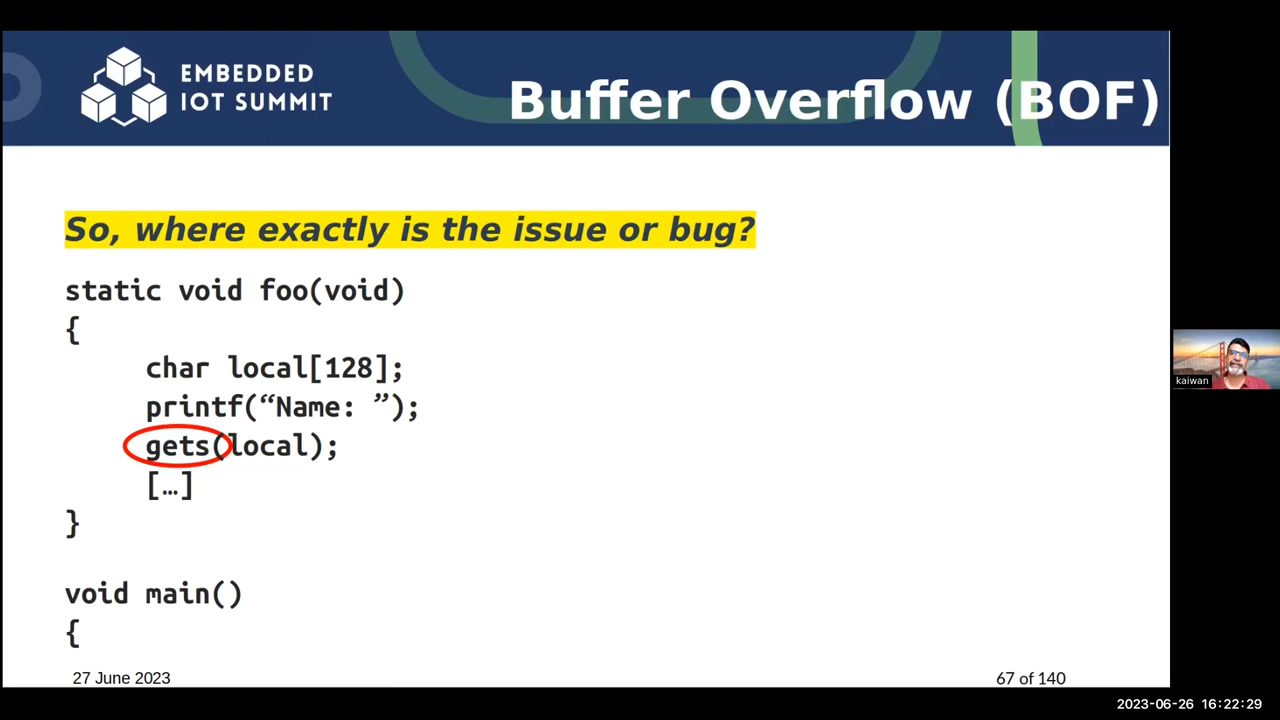 EMBEDDED
IOT SUMMIT
Buffer Overflow (BOF)
So, where exactly is the issue or bug?
static void foo(void)
{
char local[128];
printf(“Name: ”);
gets(local);
[…]
}
void main()
{
kaiwan
27 June 2023
67 of 140
2023-06-26 16:22:29